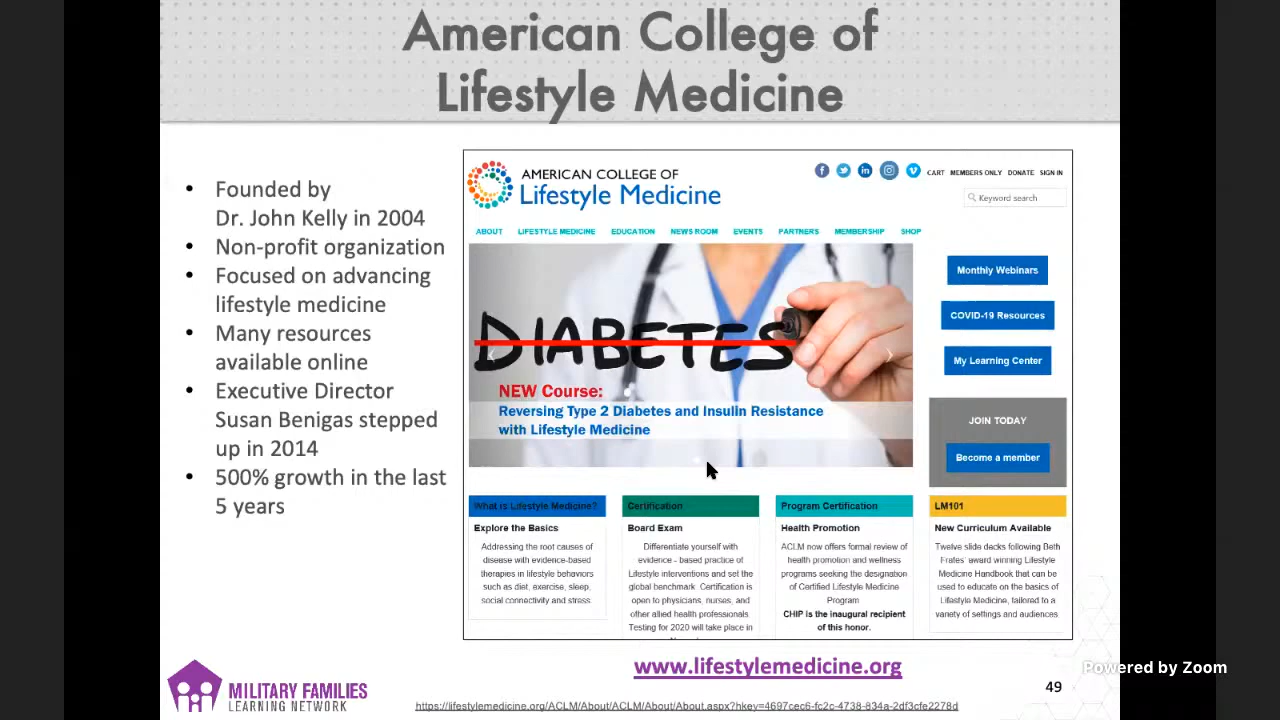 American College of
Lifestyle Medicine
Founded by
Dr. John Kelly in 2004
Non-profit organization
Focused on advancing
lifestyle medicine
Many resources
available online
Executive Director
Susan Benigas stepped
up in 2014
500% growth in the last
5 years
AMERICAN COLLEGE OF
Lifestyle Medicine
CART MEMBERS ONLY DONATE SIGN IN
Keyword search
ABOUT LIFESTYLE MEDICINE EDUCATION NEWS ROOM EVENTS PARTNERS MEMBERSHIP SHOP
DIABETES
NEW Course:
Reversing Type 2 Diabetes and Insulin Resistance
with Lifestyle Medicine
Monthly Webinars
COVID-19 Resources
My Learning Center
JOIN TODAY
Become a member
What is Lifestyle Medicine?
Explore the Basics
Addressing the root causes of
disease with evidence-based
therapies in lifestyle behaviors
such as diet, exercise, sleep,
social connectivity and stress.
Certification
Board Exam
Differentiate yourself with
evidence - based practice of
Lifestyle interventions and set the
global benchmark. Certification is
open to physicians, nurses, and
other allied health professionals.
Testing for 2020 will take place in
Program Certification
Health Promotion
ACLM now offers formal review of
health promotion and wellness
programs seeking the designation
of Certified Lifestyle Medicine
Program
CHIP is the inaugural recipient
of this honor.
LM101
New Curriculum Available
Twelve slide decks following Beth
Frates' award winning Lifestyle
Medicine Handbook that can be
used to educate on the basics of
Lifestyle Medicine, tailored to a
variety of settings and audiences
www.lifestylemedicine.org
Powered by Zoom
49
MILITARY FAMILIES
LEARNING NETWORK
https://lifestylemedicine.org/ACLM/About/ACLM/About/About.aspx?hkey=4697cec6-fc2c-4738-834a-2df3cfe2278d